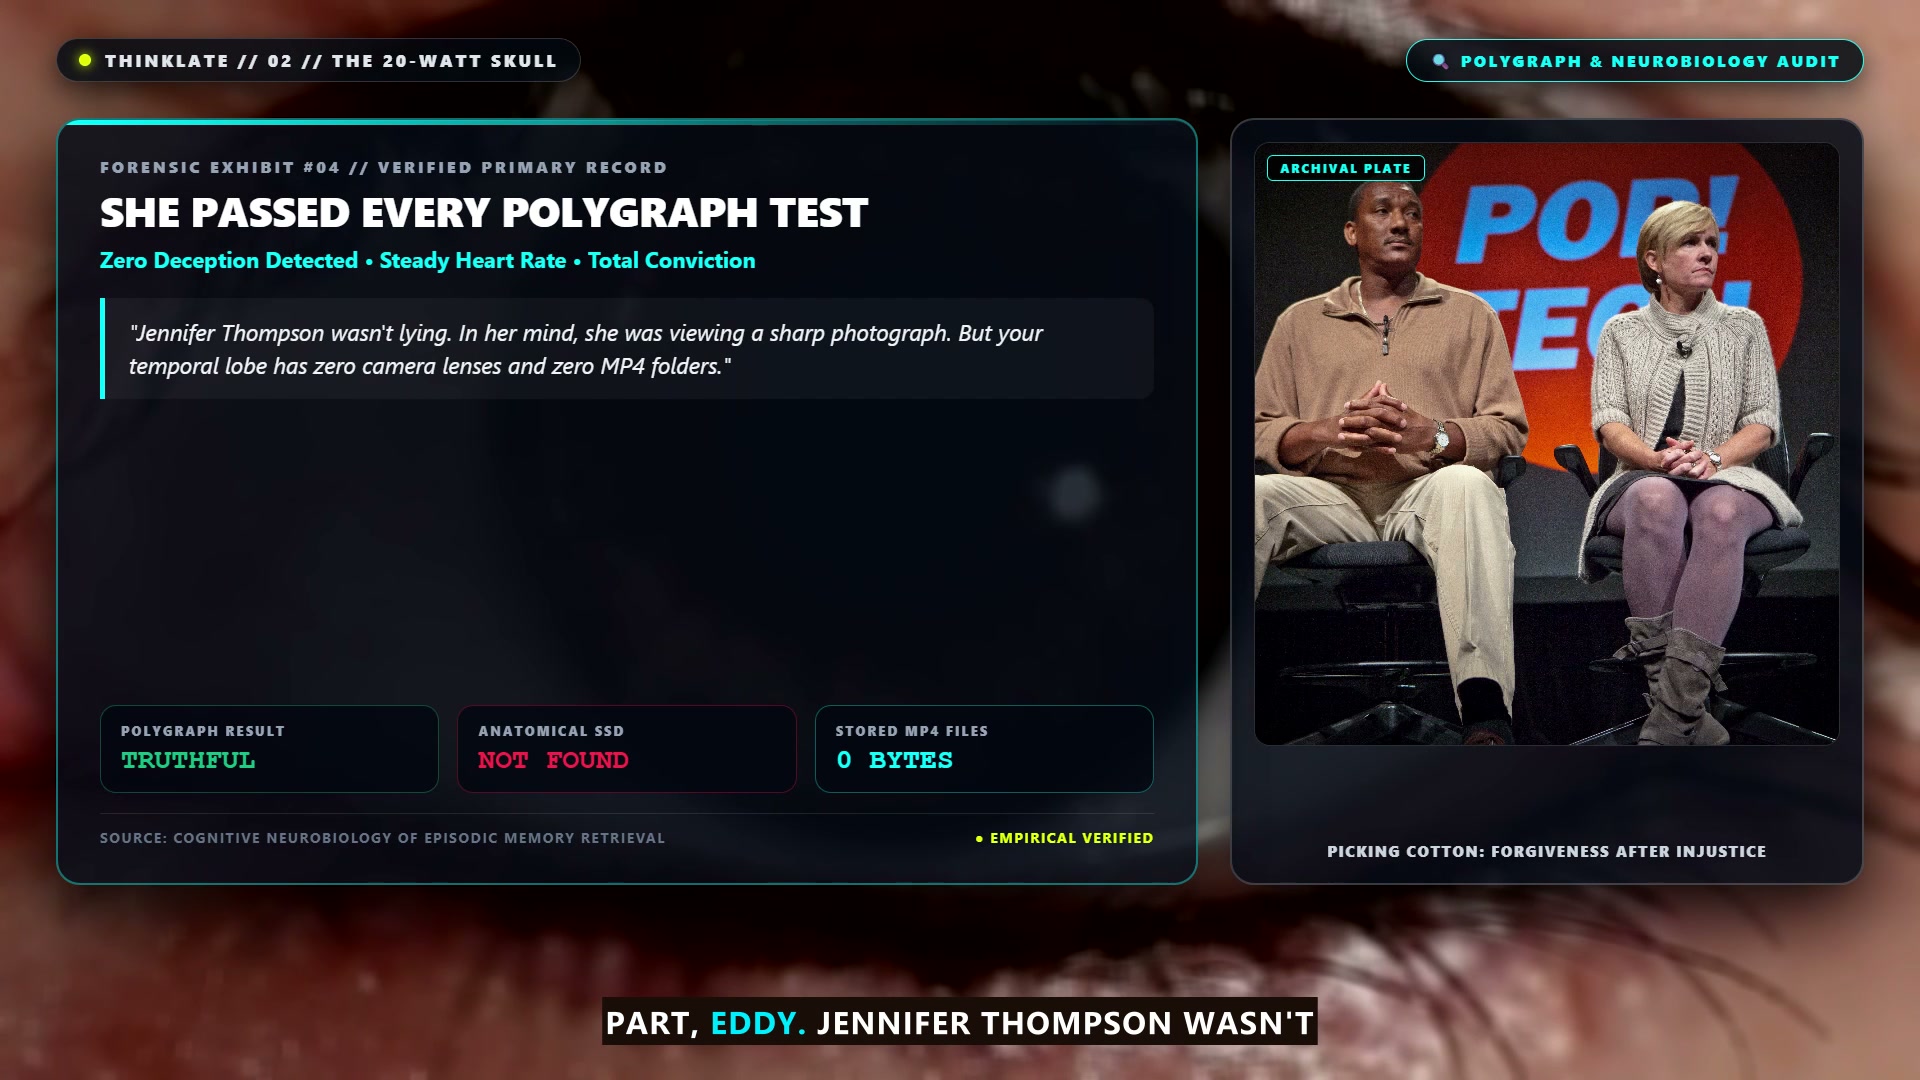 THINKLATE // 02 // THE 20-WATT SKULL
POLYGRAPH & NEUROBIOLOGY AUDIT
FORENSIC EXHIBIT #04 // VERIFIED PRIMARY RECORD
SHE PASSED EVERY POLYGRAPH TEST
Zero Deception Detected • Steady Heart Rate • Total Conviction
"Jennifer Thompson wasn't lying. In her mind, she was viewing a sharp photograph. But your
temporal lobe has zero camera lenses and zero MP4 folders."
POLYGRAPH RESULT
TRUTHFUL
ANATOMICAL SSD
NOT FOUND
STORED MP4 FILES
0 BYTES
SOURCE: COGNITIVE NEUROBIOLOGY OF EPISODIC MEMORY RETRIEVAL
● EMPIRICAL VERIFIED
ARCHIVAL PLATE
POP!
TECH
PICKING COTTON: FORGIVENESS AFTER INJUSTICE
PART, EDDY. JENNIFER THOMPSON WASN'T